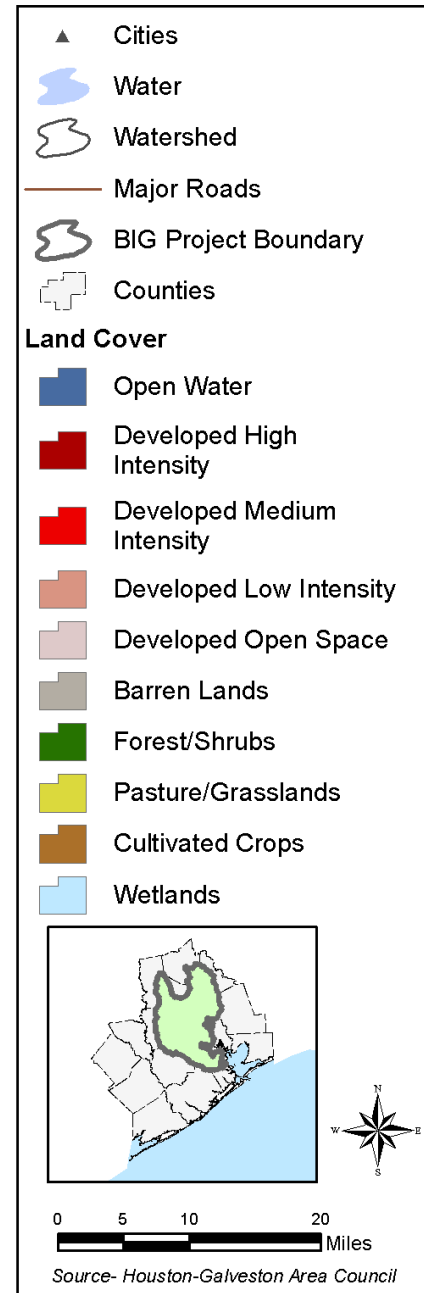 Cities
Water
Watershed
Major Roads
BIG Project Boundary
Counties
Land Cover
Open Water
Developed High
Intensity
Developed Medium
Intensity
Developed Low Intensity
Developed Open Space
Barren Lands
Forest/Shrubs
Pasture/Grasslands
Cultivated Crops
Wetlands
N
W E
S
0 5 10 20
Miles
Source- Houston-Galveston Area Council